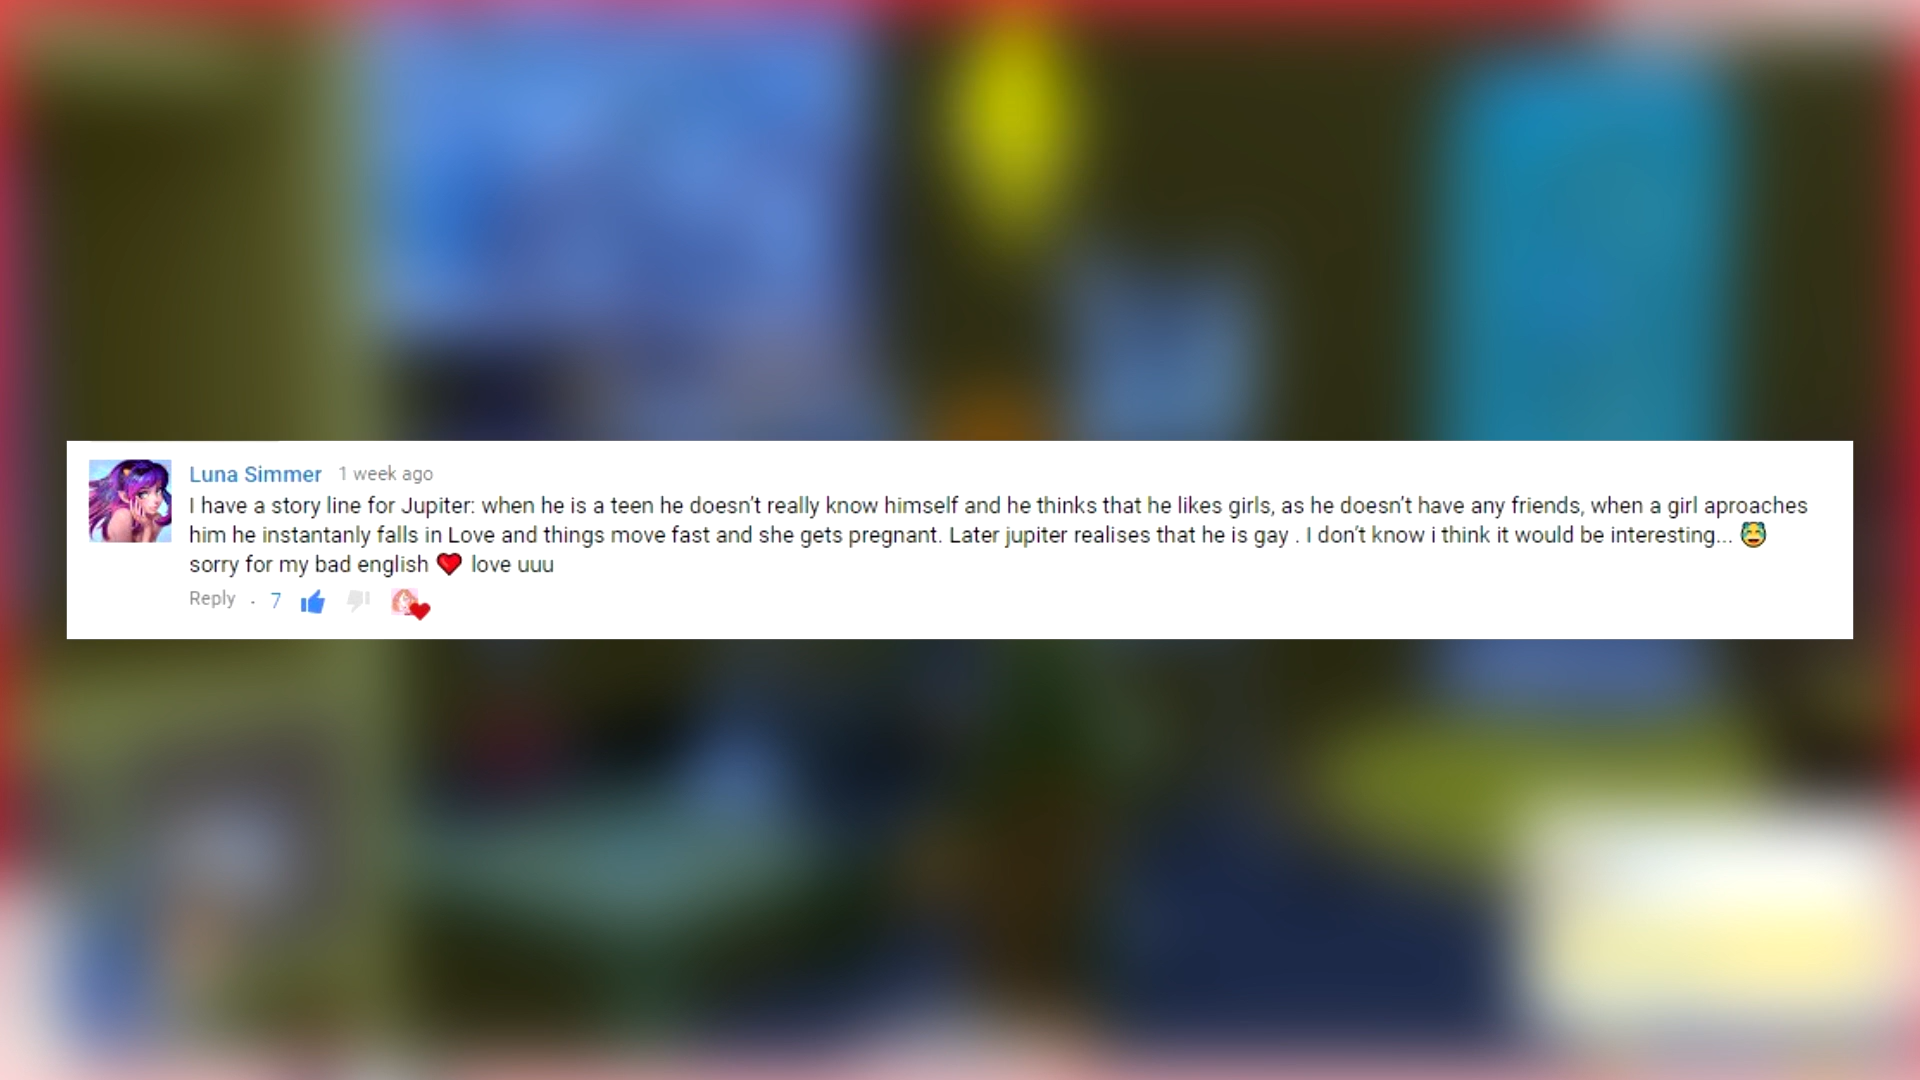 Luna Simmer 1 week ago
I have a story line for Jupiter: when he is a teen he doesn't really know himself and he thinks that he likes girls, as he doesn't have any friends, when a girl aproaches
him he instantanly falls in Love and things move fast and she gets pregnant. Later jupiter realises that he is gay . I don't know i think it would be interesting... 😅
sorry for my bad english ❤ love uuu
Reply . 7